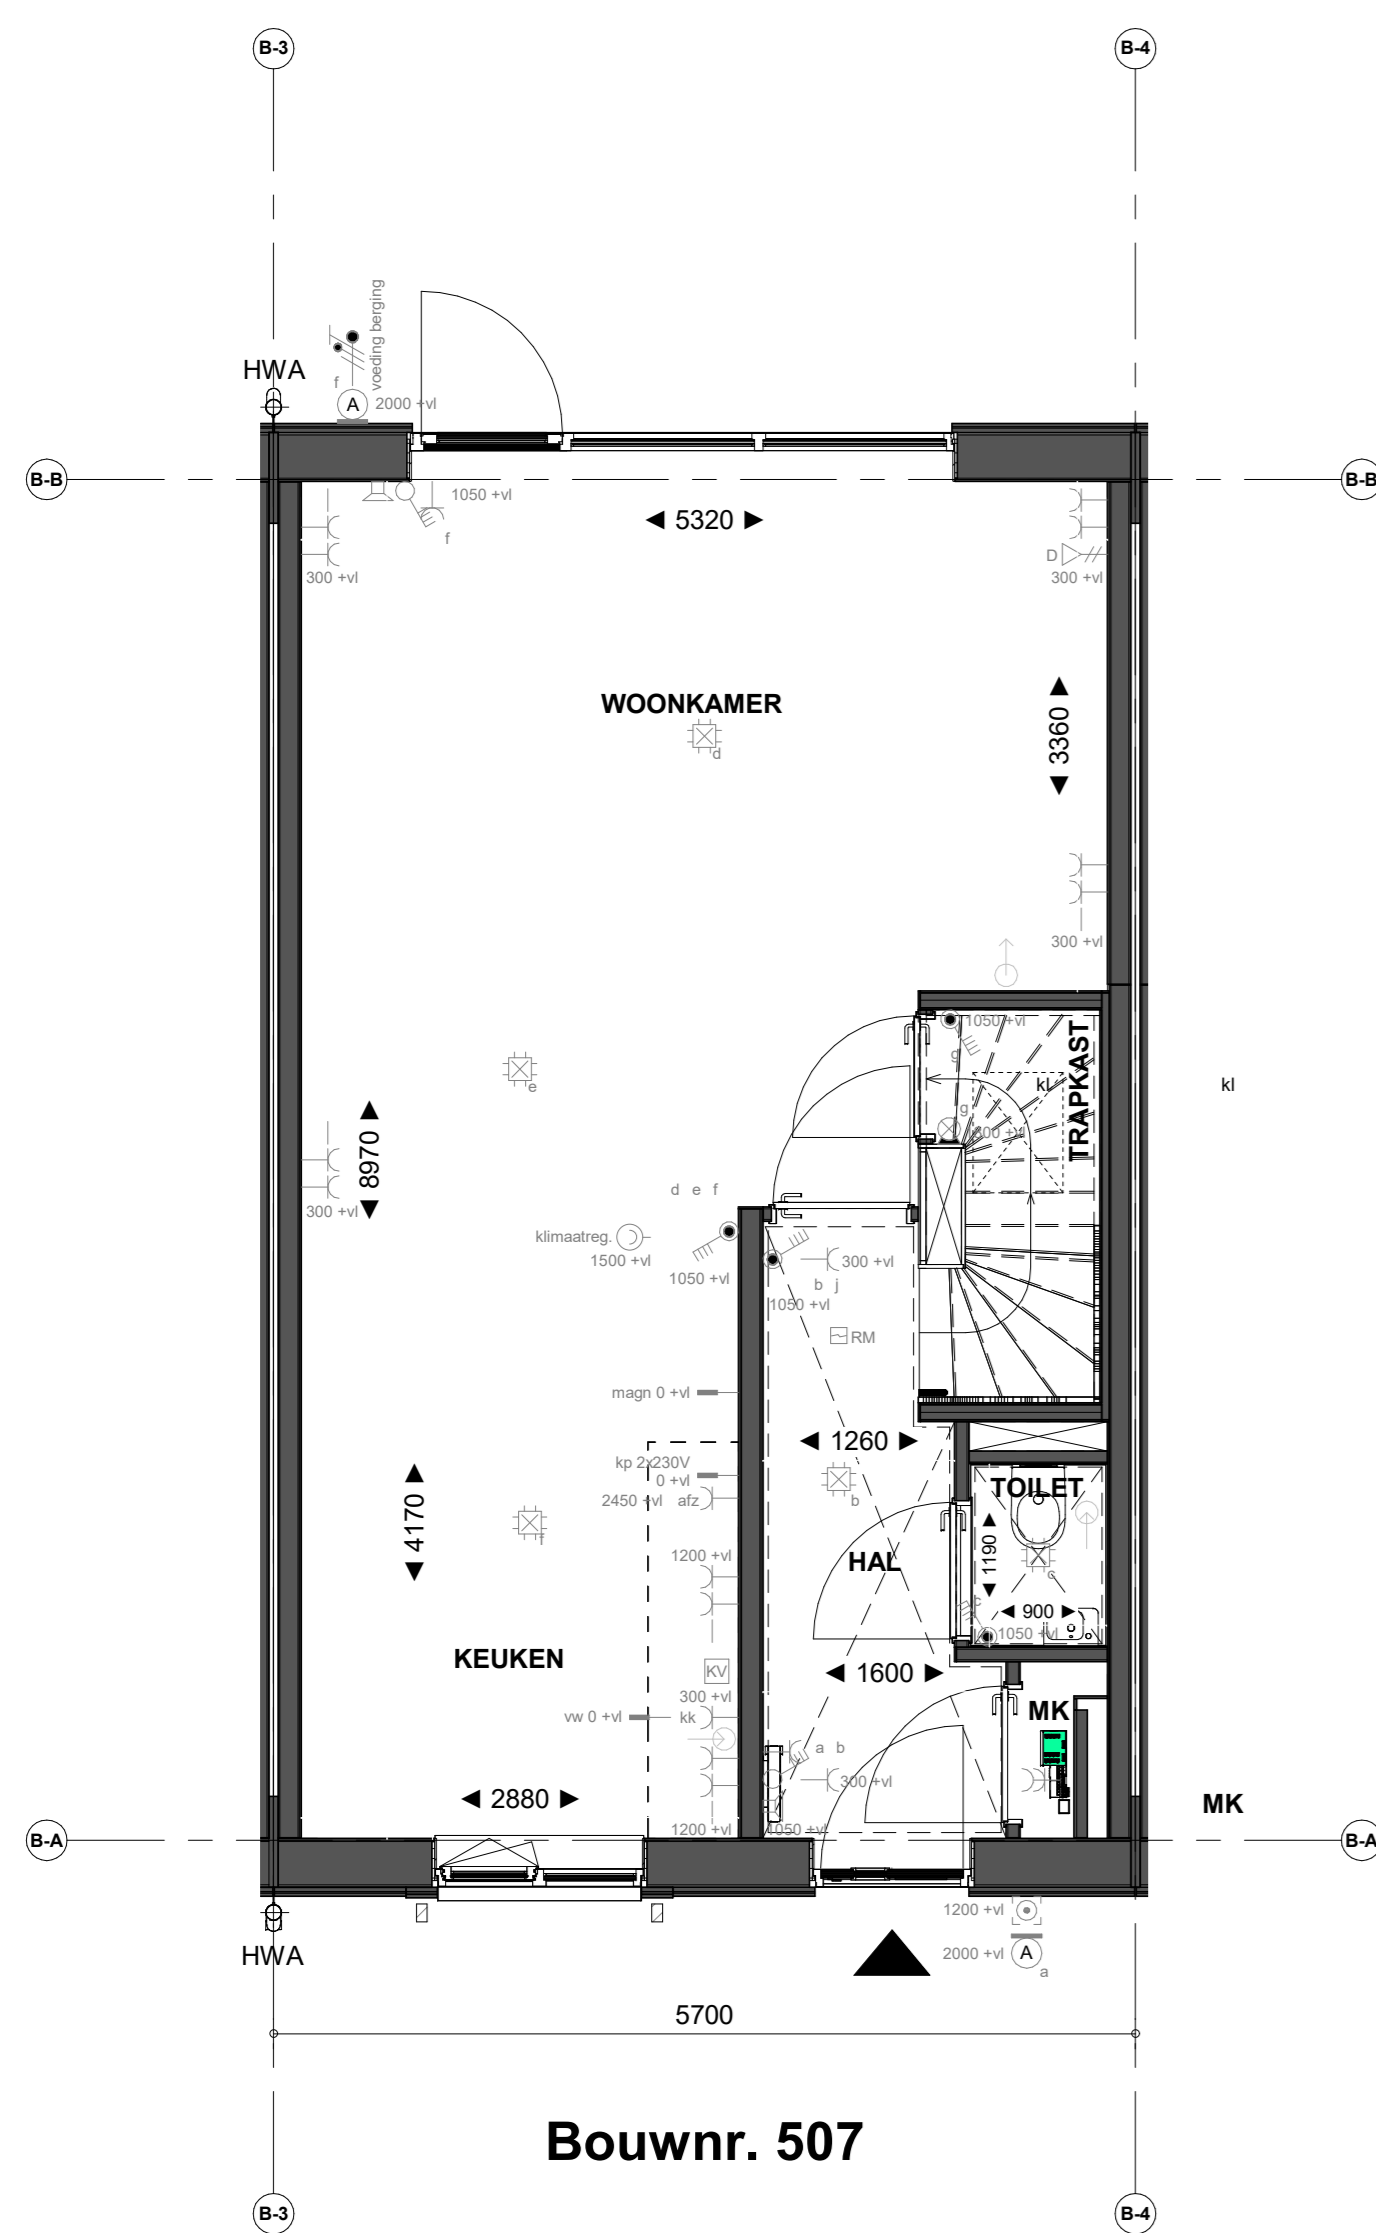 B-3
B-4
voeding berging
HWA
f
A
2000 +vl
B-B
B-B
1050 +vl
f
5320
300 +vl
D
300 +vl
WOONKAMER
d
3360
300 +vl
1050 +vl
g
TRAPKAST
e
kl
kl
g
8970
d e f
300 +vl
klimaatreg.
1500 +vl
1050 +vl
300 +vl
b j
1050 +vl
RM
magn 0 +vl
1260
kp 2x230V
0 +vl
2450 +vl afz
b
TOILET
4170
f
1190
1200 +vl
HAL
c
c
900
1050 +vl
KEUKEN
KV
1600
300 +vl
MK
vw 0 +vl
kk
a b
300 +vl
2880
MK
1200 +vl
1050 +vl
B-A
B-A
1200 +vl
HWA
2000 +vl
A
a
5700
Bouwnr. 507
B-3
B-4